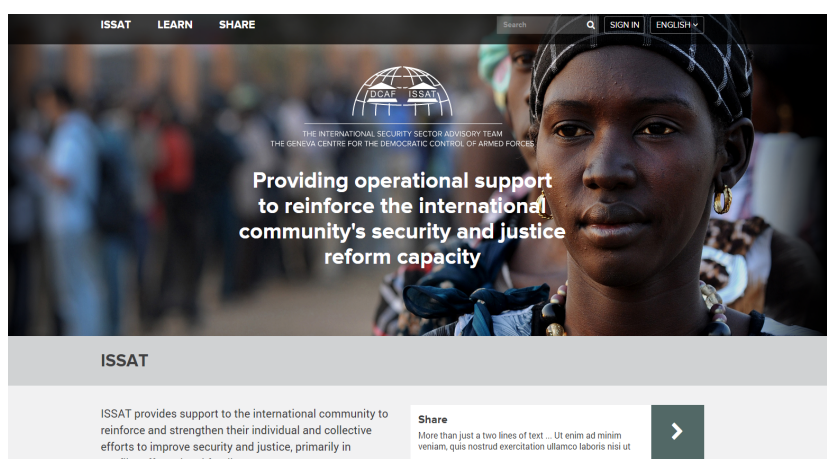 ISSAT LEARN SHARE Search SIGN IN ENGLISH
DCAF ISSAT
THE INTERNATIONAL SECURITY SECTOR ADVISORY TEAM
THE GENEVA CENTRE FOR THE DEMOCRATIC CONTROL OF ARMED FORCES
Providing operational support
to reinforce the international
community's security and justice
reform capacity
ISSAT
ISSAT provides support to the international community to
reinforce and strengthen their individual and collective
efforts to improve security and justice, primarily in
Share
More than just a two lines of text ... Ut enim ad minim
veniam, quis nostrud exercitation ullamco laboris nisi ut